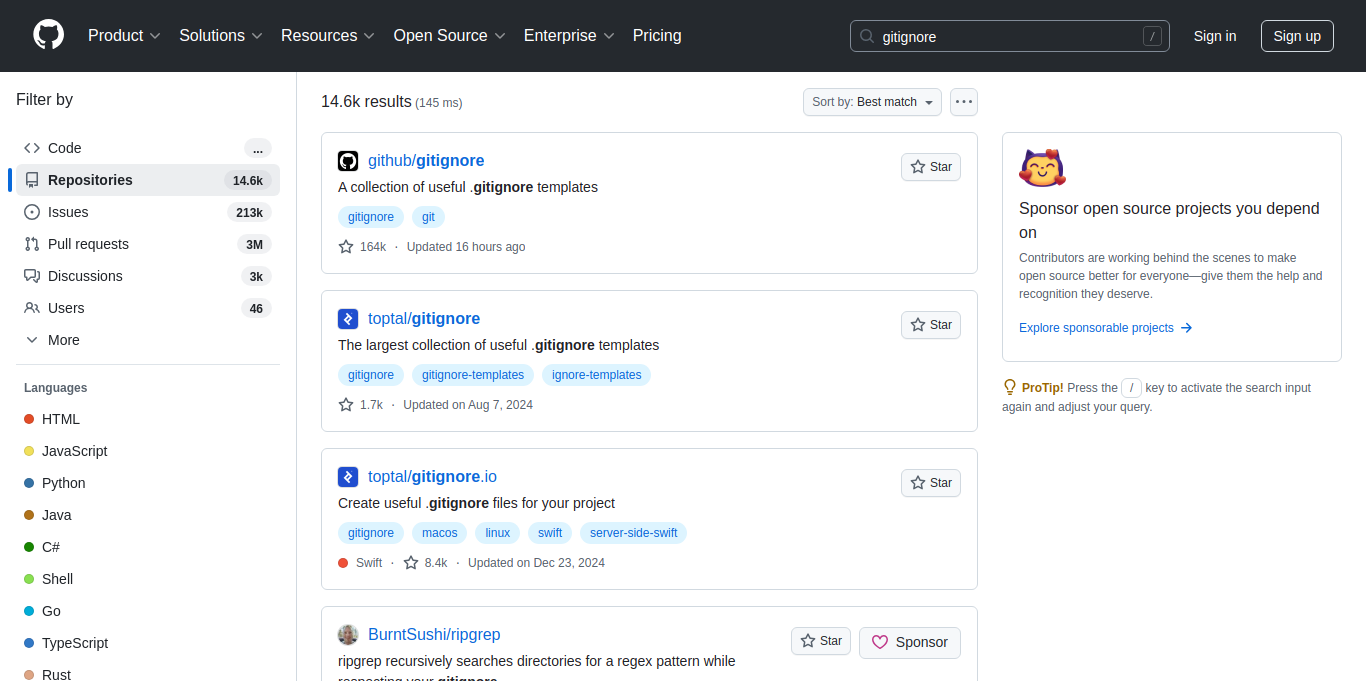 Product
Solutions
Resources
Open Source
Enterprise
Pricing
gitignore
/
Sign in
Sign up
Filter by
Code
...
Repositories
14.6k
Issues
213k
Pull requests
3M
Discussions
3k
Users
46
More
Languages
HTML
JavaScript
Python
Java
C#
Shell
Go
TypeScript
Rust
14.6k results (145 ms)
Sort by: Best match
github/gitignore
Star
A collection of useful .gitignore templates
gitignore git
164k · Updated 16 hours ago
toptal/gitignore
Star
The largest collection of useful .gitignore templates
gitignore gitignore-templates ignore-templates
1.7k · Updated on Aug 7, 2024
toptal/gitignore.io
Star
Create useful .gitignore files for your project
gitignore macos linux swift server-side-swift
Swift · 8.4k · Updated on Dec 23, 2024
BurntSushi/ripgrep
Star
Sponsor
ripgrep recursively searches directories for a regex pattern while
respecting your gitignore
Sponsor open source projects you depend
on
Contributors are working behind the scenes to make
open source better for everyone—give them the help and
recognition they deserve.
Explore sponsorable projects
ProTip! Press the / key to activate the search input
again and adjust your query.